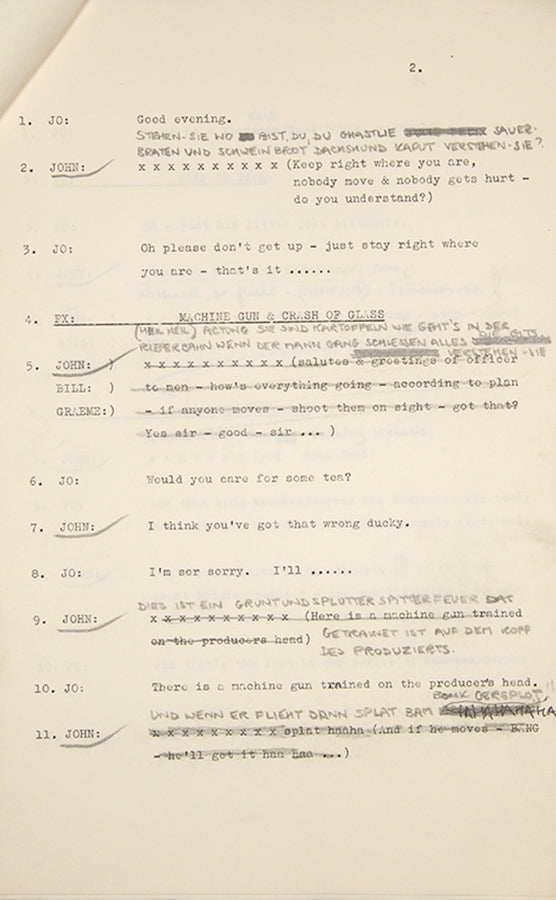 2.
1. JO: Good evening.
STEHEN-SIE WO BIST, DU, DU GHASTLIE SAUER-
BRATEN UND SCHWEIN BROT DACHSHUND KAPUT VERSTEHEN-SIE?
2. JOHN: x x x x x x x x x x (Keep right where you are,
nobody move & nobody gets hurt -
do you understand?)
3. JO: Oh please don't get up - just stay right where
you are - that's it ......
4. FX: MACHINE GUN & CRASH OF GLASS
(HEIL HEIL) ACTUNG SIE SIND KARTOFFELN WIE GEHT'S IN DER
RIEPERBAHN WENN DER MANN GANG SCHIESSEN ALLES DIE GITS
VERSTEHEN-SIE
5. JOHN: ) x x x x x x x x x x (salutes & greetings of officer
BILL: ) to men - how's everything going - according to plan
GRAEME:) - if anyone moves - shoot them on sight - got that?
Yes sir - good - sir ... )
6. JO: Would you care for some tea?
7. JOHN: I think you've got that wrong ducky.
8. JO: I'm sor sorry. I'll ......
DIES IST EIN GRUNTUNDSPLUTTER SPITTERFEUER DAT
9. JOHN: x x x x x x x x x x (Here is a machine gun trained
on the producers head) GETRAINET IST AUF DEM KOPF
DES PRODUZIERTS.
10. JO: There is a machine gun trained on the producer's head.
BONK GERSPLOT,!!
UND WENN ER FLIEHT DANN SPLAT BAM HAHAHAHAHA
11. JOHN: x x x x x x x x x splat haaha (And if he moves - BANG
- he'll get it haa haa ...)